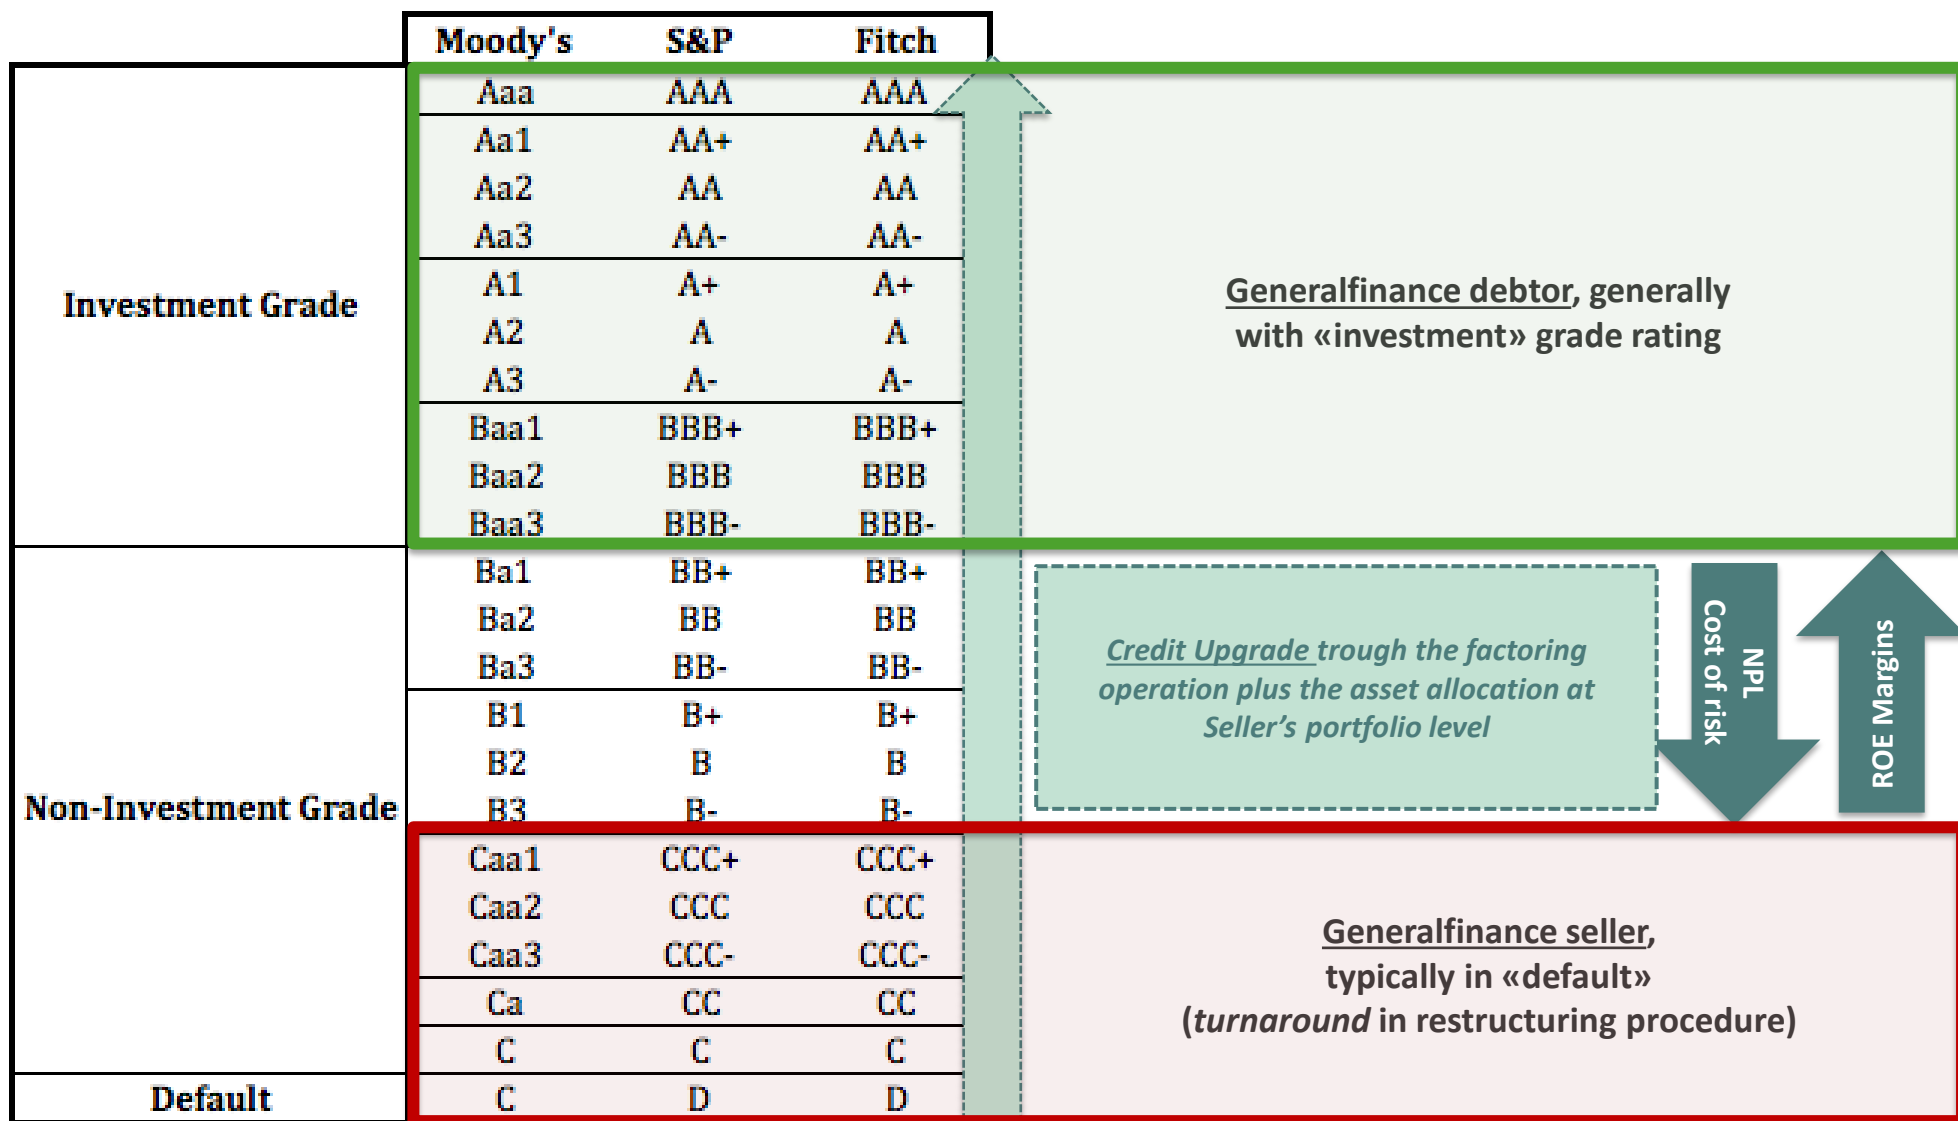 Moody's S&P Fitch
Investment Grade
Aaa AAA AAA
Aa1 AA+ AA+
Aa2 AA AA
Aa3 AA- AA-
A1 A+ A+
A2 A A
A3 A- A-
Baa1 BBB+ BBB+
Baa2 BBB BBB
Baa3 BBB- BBB-
Generalfinance debtor, generally
with «investment» grade rating
Non-Investment Grade
Ba1 BB+ BB+
Ba2 BB BB
Ba3 BB- BB-
B1 B+ B+
B2 B B
B3 B- B-
Credit Upgrade trough the factoring
operation plus the asset allocation at
Seller’s portfolio level
NPL
Cost of risk
ROE Margins
Caa1 CCC+ CCC+
Caa2 CCC CCC
Caa3 CCC- CCC-
Ca CC CC
C C C
Default
C D D
Generalfinance seller,
typically in «default»
(turnaround in restructuring procedure)